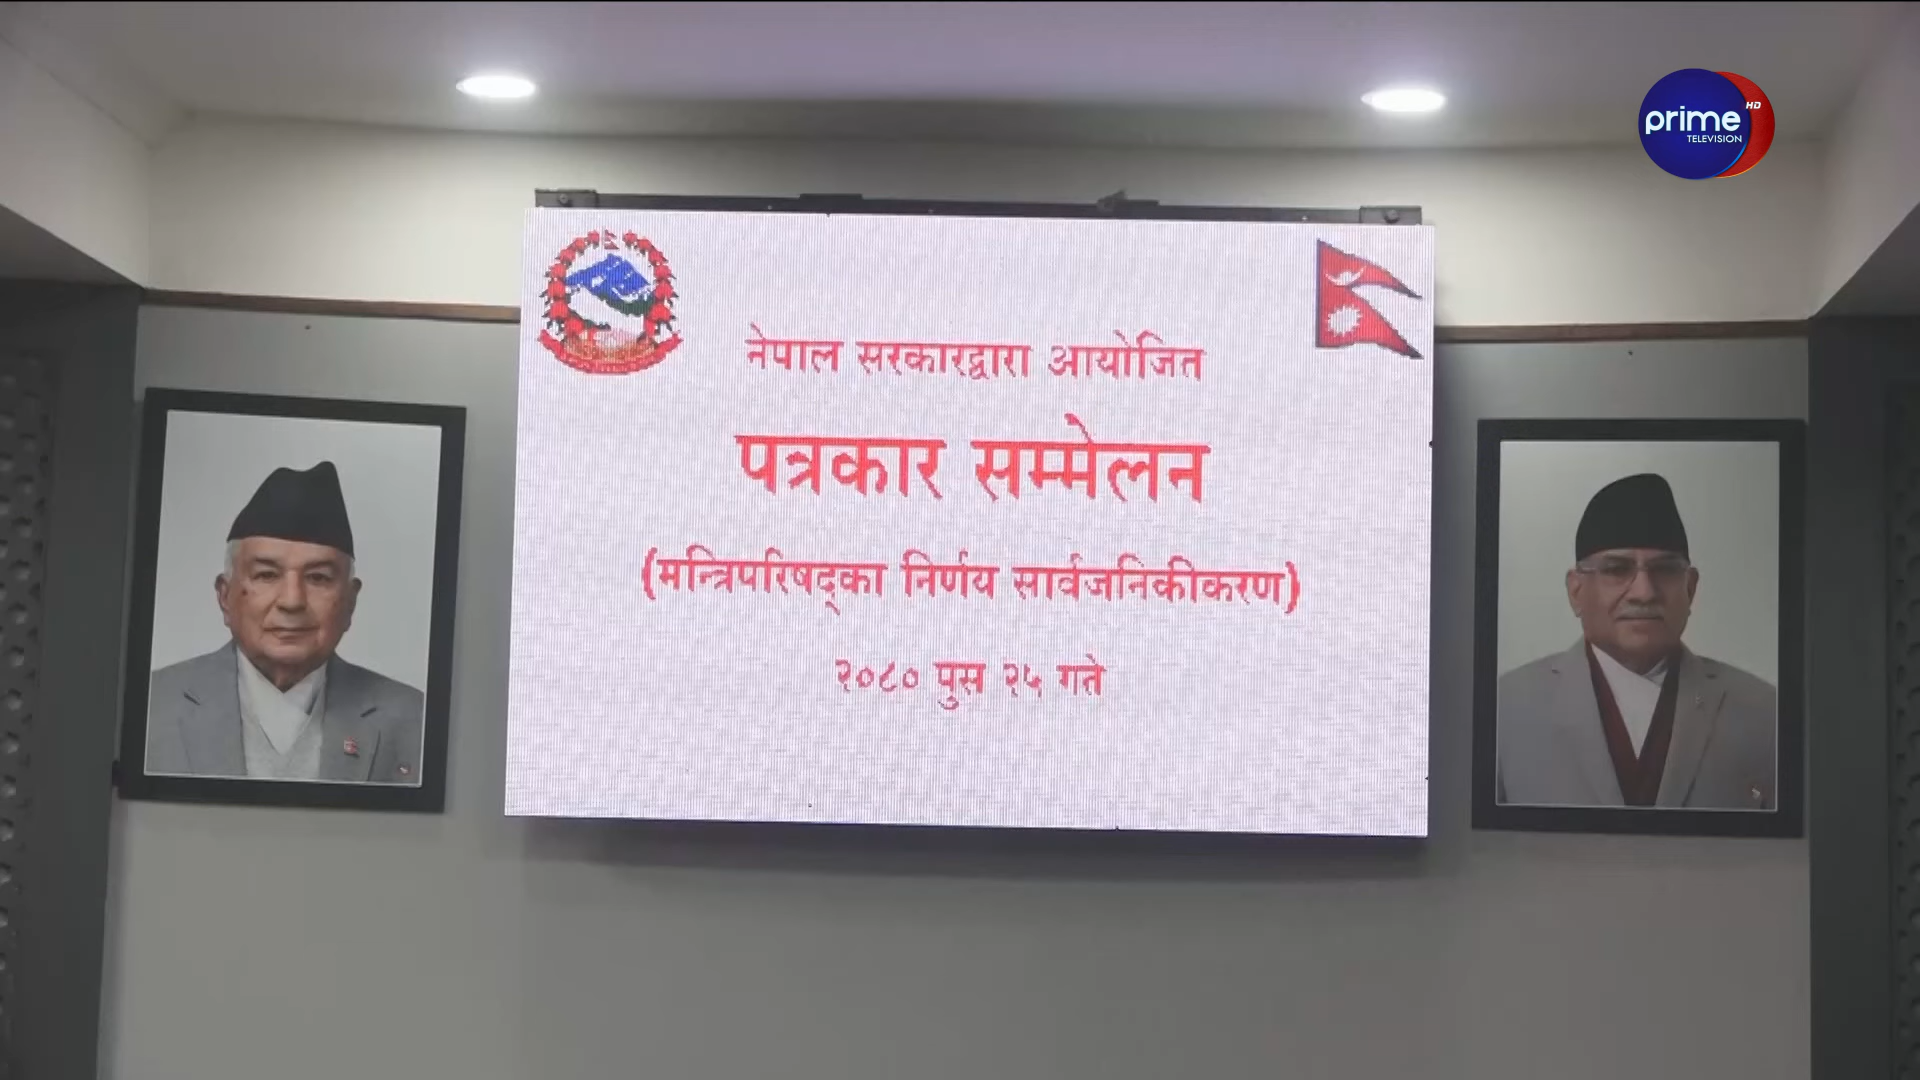 prime HD
TELEVISION
नेपाल सरकारद्वारा आयोजित
पत्रकार सम्मेलन
(मन्त्रिपरिषद्का निर्णय सार्वजनिकीकरण)
२०८० पुस २५ गते